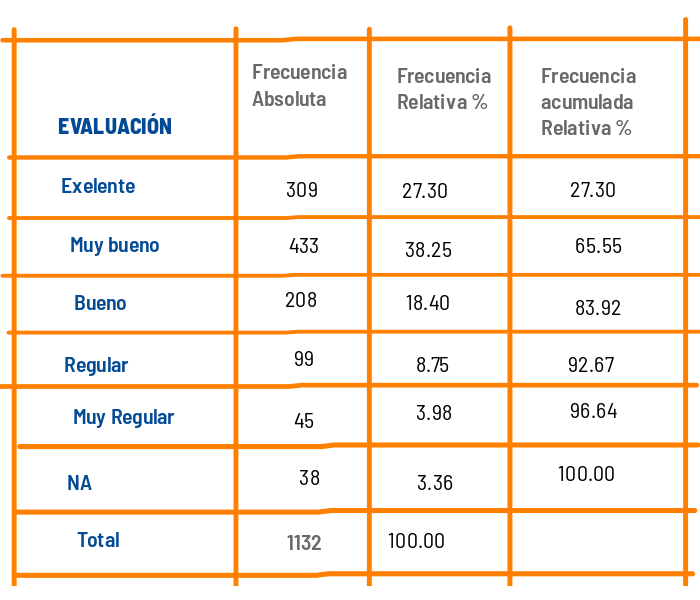 EVALUACIÓN
Frecuencia
Absoluta
Frecuencia
Relativa %
Frecuencia
acumulada
Relativa %
Exelente 309 27.30 27.30
Muy bueno 433 38.25 65.55
Bueno 208 18.40 83.92
Regular 99 8.75 92.67
Muy Regular 45 3.98 96.64
NA 38 3.36 100.00
Total 1132 100.00